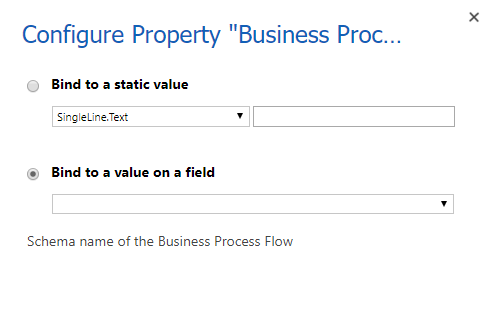 Configure Property "Business Proc...
Bind to a static value
SingleLine.Text
Bind to a value on a field
Schema name of the Business Process Flow